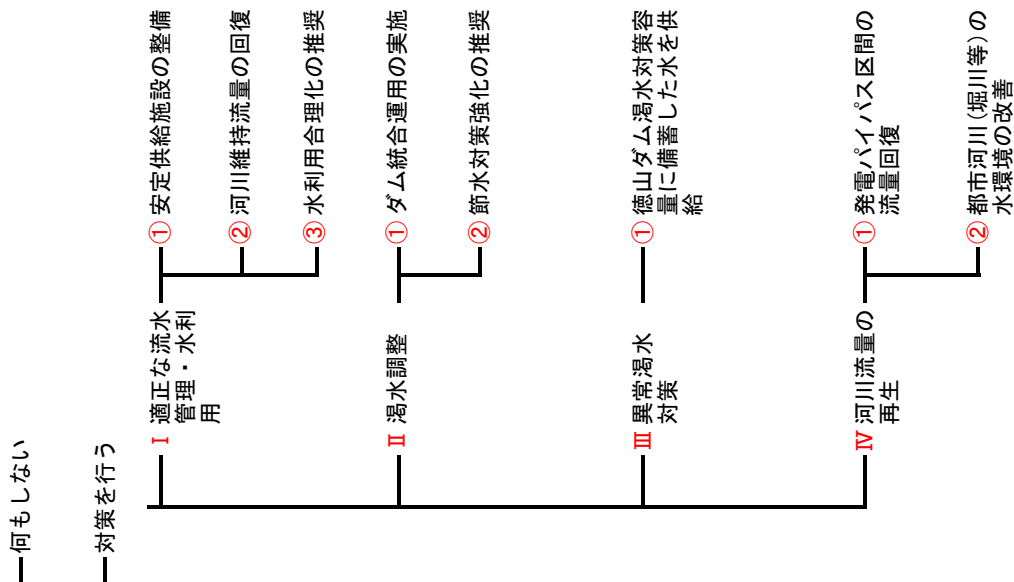 何もしない
対策を行う
Ⅰ 適正な流水
管理・水利
用
① 安定供給施設の整備
② 河川維持流量の回復
③ 水利用合理化の推奨
Ⅱ 渇水調整
① ダム統合運用の実施
② 節水対策強化の推奨
Ⅲ 異常渇水
対策
① 徳山ダム渇水対策容
量に備蓄した水を供
給
Ⅳ 河川流量の
再生
① 発電バイパス区間の
流量回復
② 都市河川(堀川等)の
水環境の改善